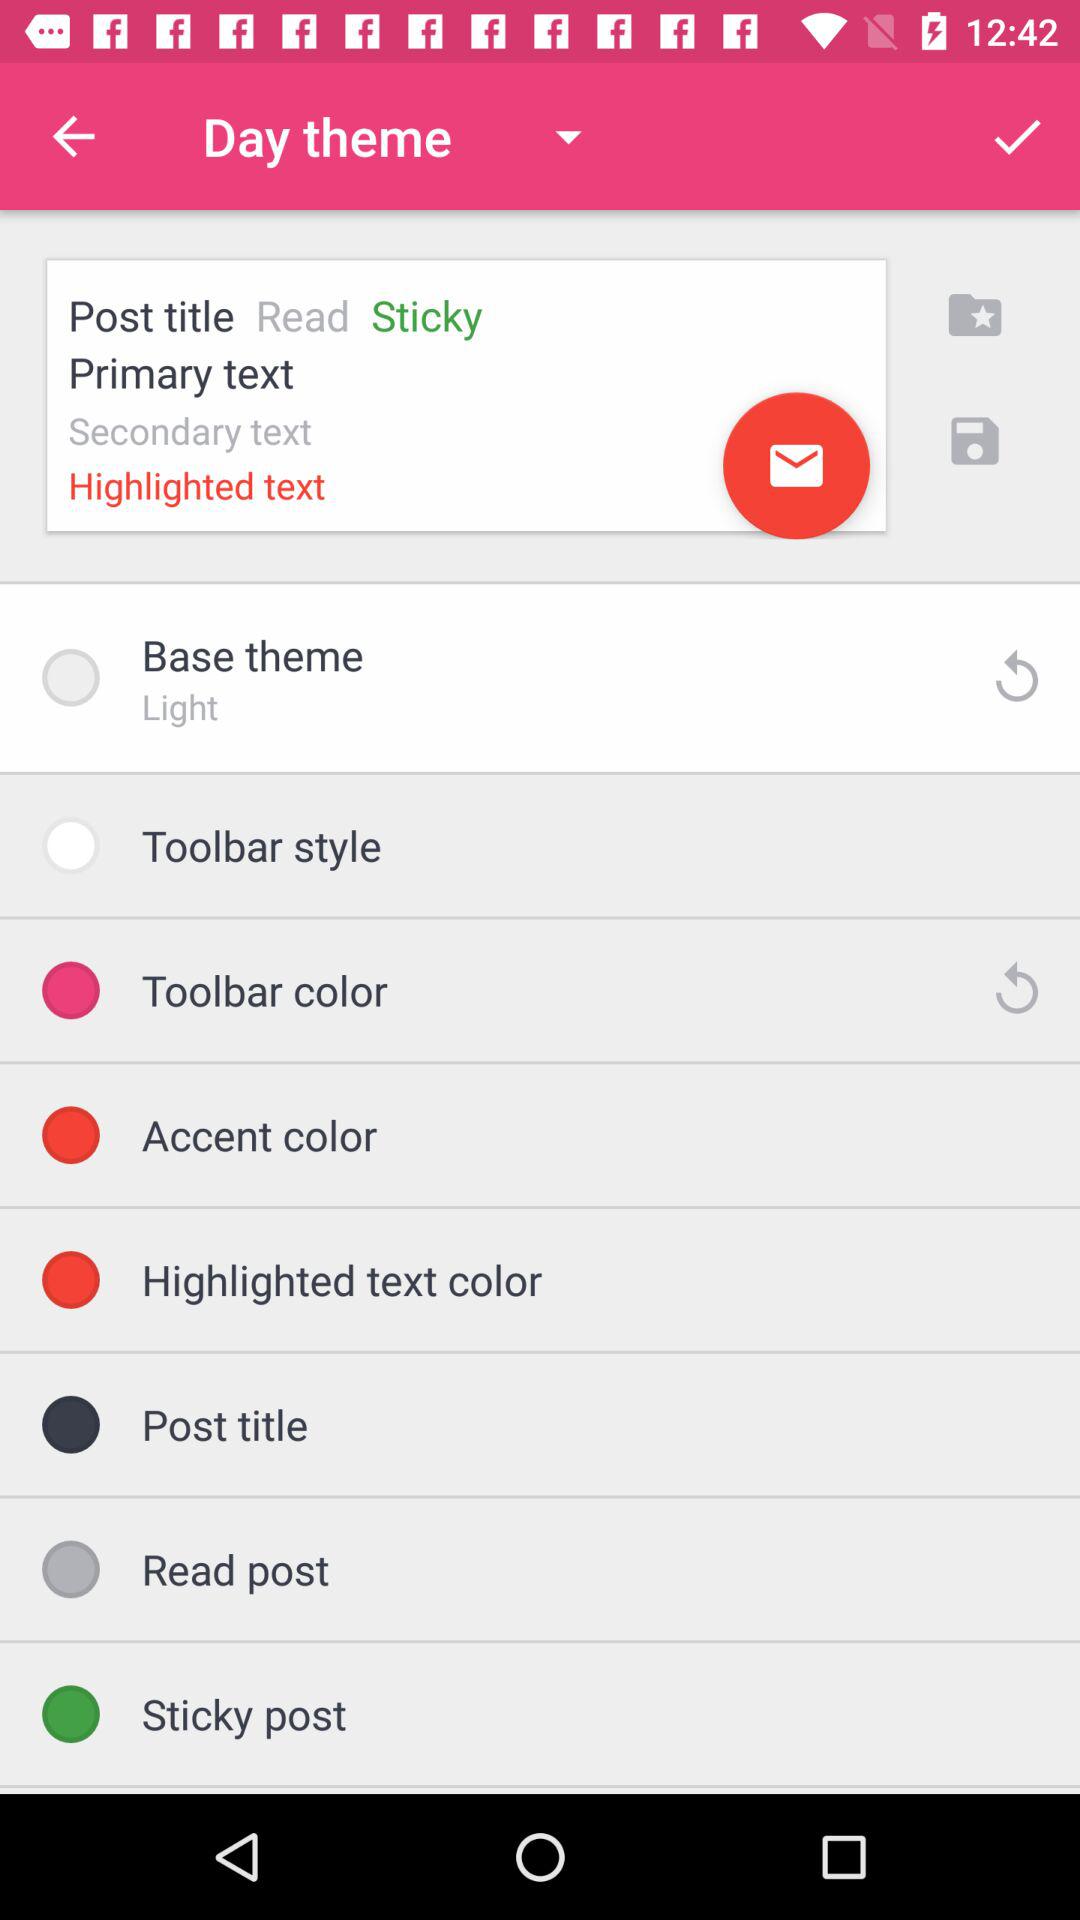 12:42
Day theme
Post title Read Sticky
Primary text
Secondary text
Highlighted text
Base theme
Light
Toolbar style
Toolbar color
Accent color
Highlighted text color
Post title
Read post
Sticky post